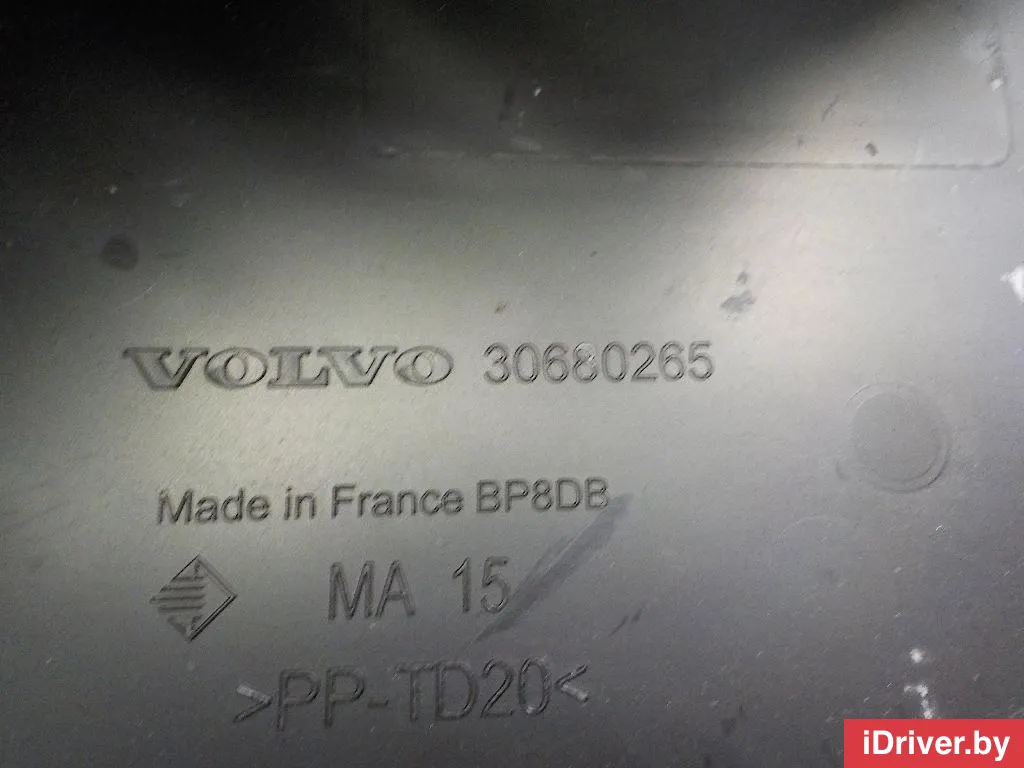 VOLVO 30680265
Made in France BP8DB
MA 15
>PP-TD20<
iDriver.by